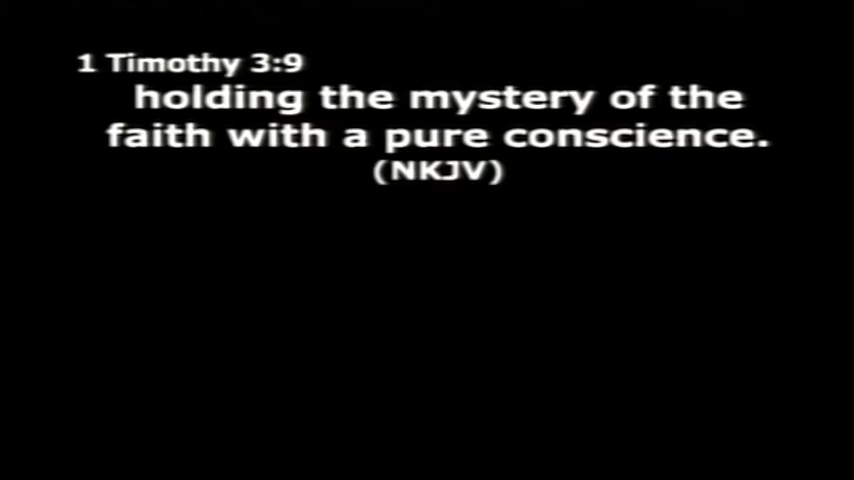 1 Timothy 3:9
holding the mystery of the
faith with a pure conscience.
(NKJV)